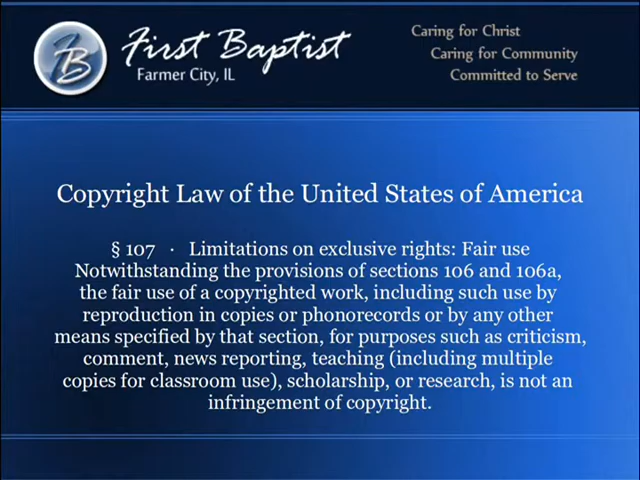 FB
First Baptist
Farmer City, IL
Caring for Christ
Caring for Community
Committed to Serve
Copyright Law of the United States of America
§ 107 · Limitations on exclusive rights: Fair use
Notwithstanding the provisions of sections 106 and 106a,
the fair use of a copyrighted work, including such use by
reproduction in copies or phonorecords or by any other
means specified by that section, for purposes such as criticism,
comment, news reporting, teaching (including multiple
copies for classroom use), scholarship, or research, is not an
infringement of copyright.